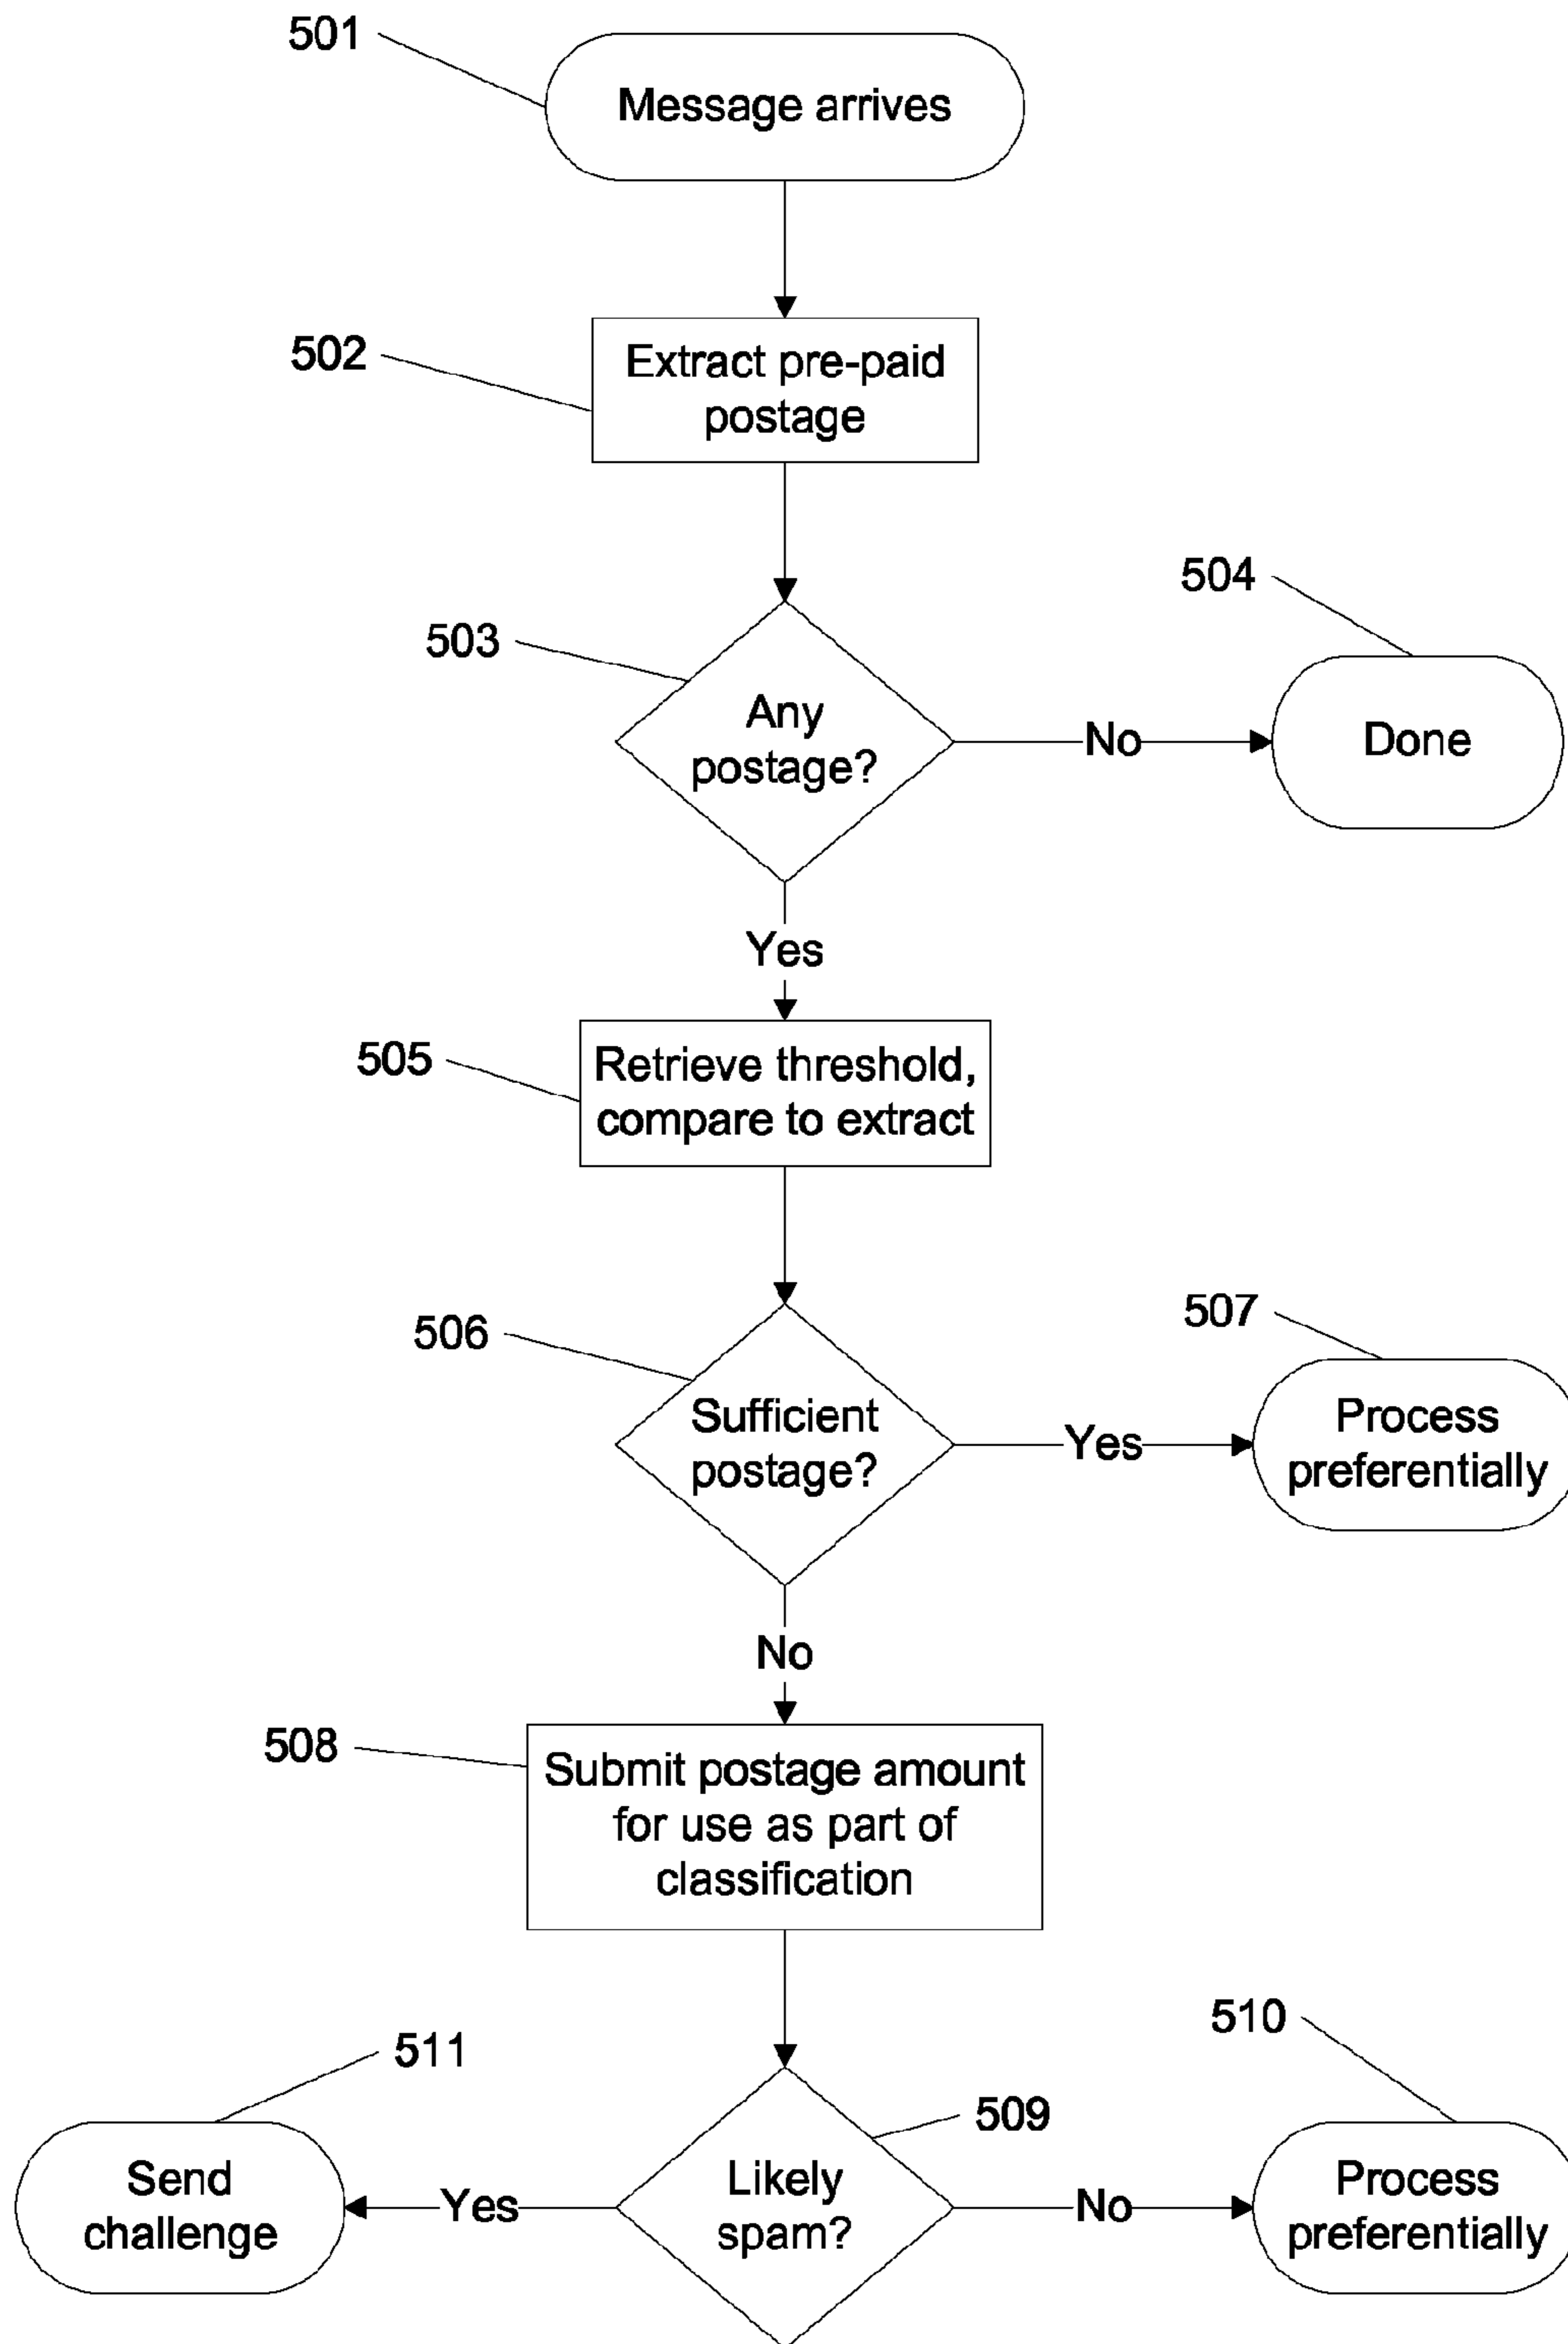 501
Message arrives
502
Extract pre-paid
postage
504
503
Any
postage?
No
Done
Yes
505
Retrieve threshold,
compare to extract
507
506
Sufficient
postage?
Yes
Process
preferentially
No
508
Submit postage amount
for use as part of
classification
510
511
509
Send
challenge
Yes
Likely
spam?
No
Process
preferentially